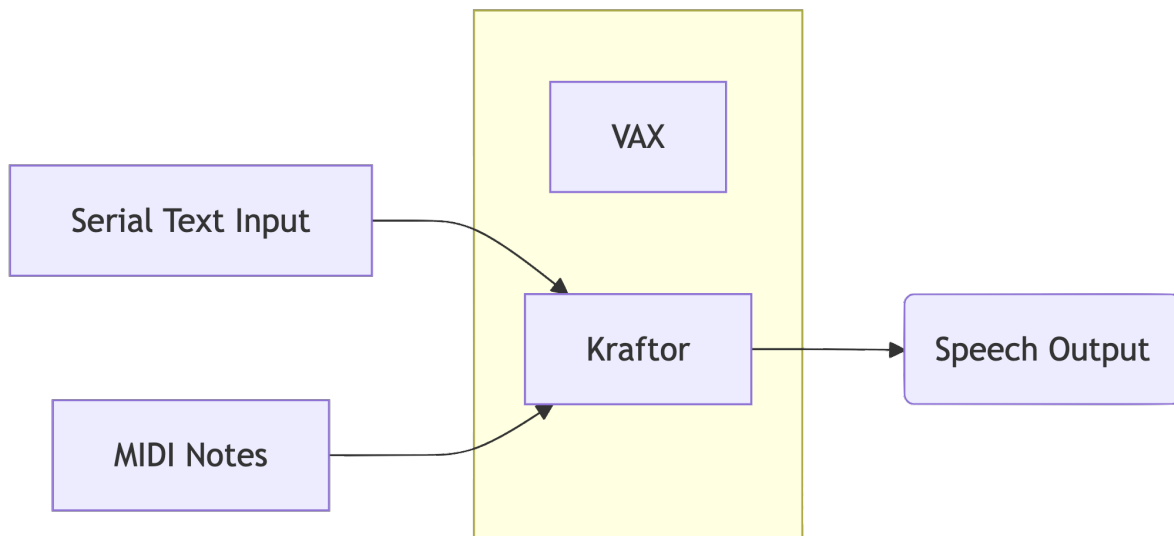 VAX
Serial Text Input
Kraftor
Speech Output
MIDI Notes